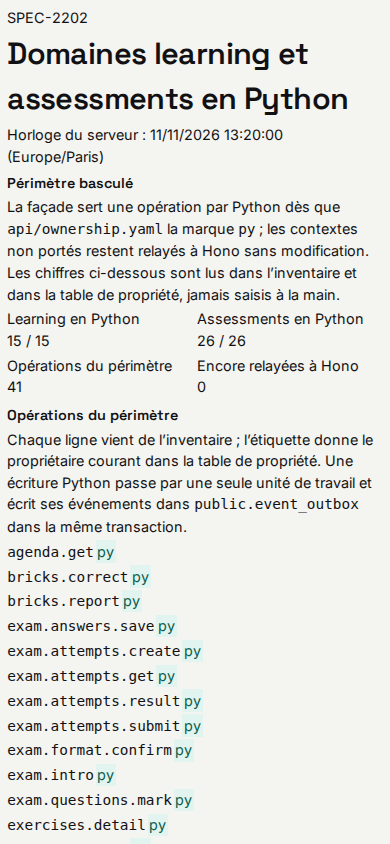 SPEC-2202
Domaines learning et
assessments en Python
Horloge du serveur : 11/11/2026 13:20:00
(Europe/Paris)
Périmètre basculé
La façade sert une opération par Python dès que
api/ownership.yaml la marque py ; les contextes
non portés restent relayés à Hono sans modification.
Les chiffres ci-dessous sont lus dans l'inventaire et
dans la table de propriété, jamais saisis à la main.
Learning en Python
15 / 15
Assessments en Python
26 / 26
Opérations du périmètre
41
Encore relayées à Hono
0
Opérations du périmètre
Chaque ligne vient de l'inventaire ; l'étiquette donne le
propriétaire courant dans la table de propriété. Une
écriture Python passe par une seule unité de travail et
écrit ses événements dans public.event_outbox
dans la même transaction.
agenda.get py
bricks.correct py
bricks.report py
exam.answers.save py
exam.attempts.create py
exam.attempts.get py
exam.attempts.result py
exam.attempts.submit py
exam.format.confirm py
exam.intro py
exam.questions.mark py
exercises.detail py